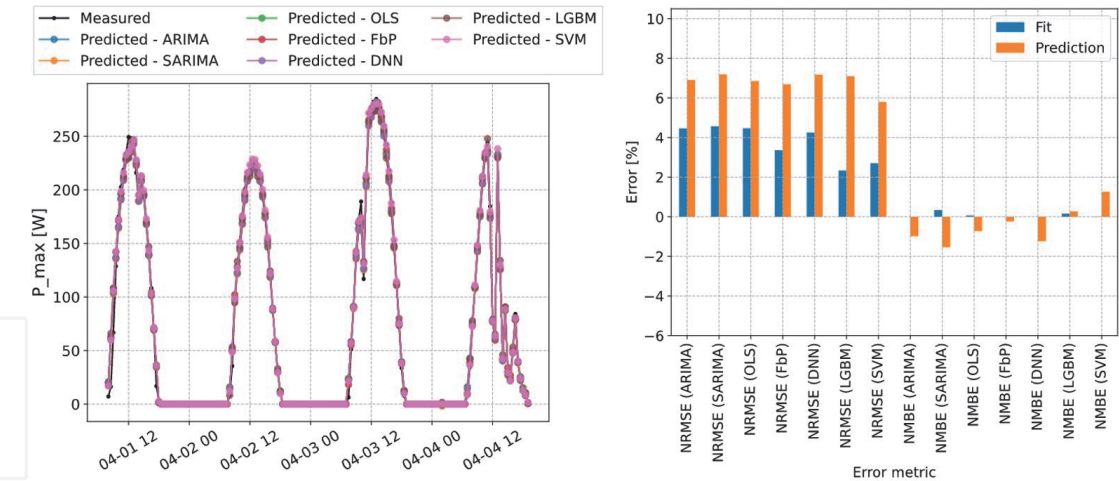 Measured
Predicted - ARIMA
Predicted - SARIMA
Predicted - OLS
Predicted - FbP
Predicted - DNN
Predicted - LGBM
Predicted - SVM
P_max [W]
250
200
150
100
50
0
04-01 12
04-02 00
04-02 12
04-03 00
04-03 12
04-04 00
04-04 12
Fit
Prediction
Error [%]
10
8
6
4
2
0
−2
−4
−6
NRMSE (ARIMA)
NRMSE (SARIMA)
NRMSE (OLS)
NRMSE (FbP)
NRMSE (DNN)
NRMSE (LGBM)
NRMSE (SVM)
NMBE (ARIMA)
NMBE (SARIMA)
NMBE (OLS)
NMBE (FbP)
NMBE (DNN)
NMBE (LGBM)
NMBE (SVM)
Error metric